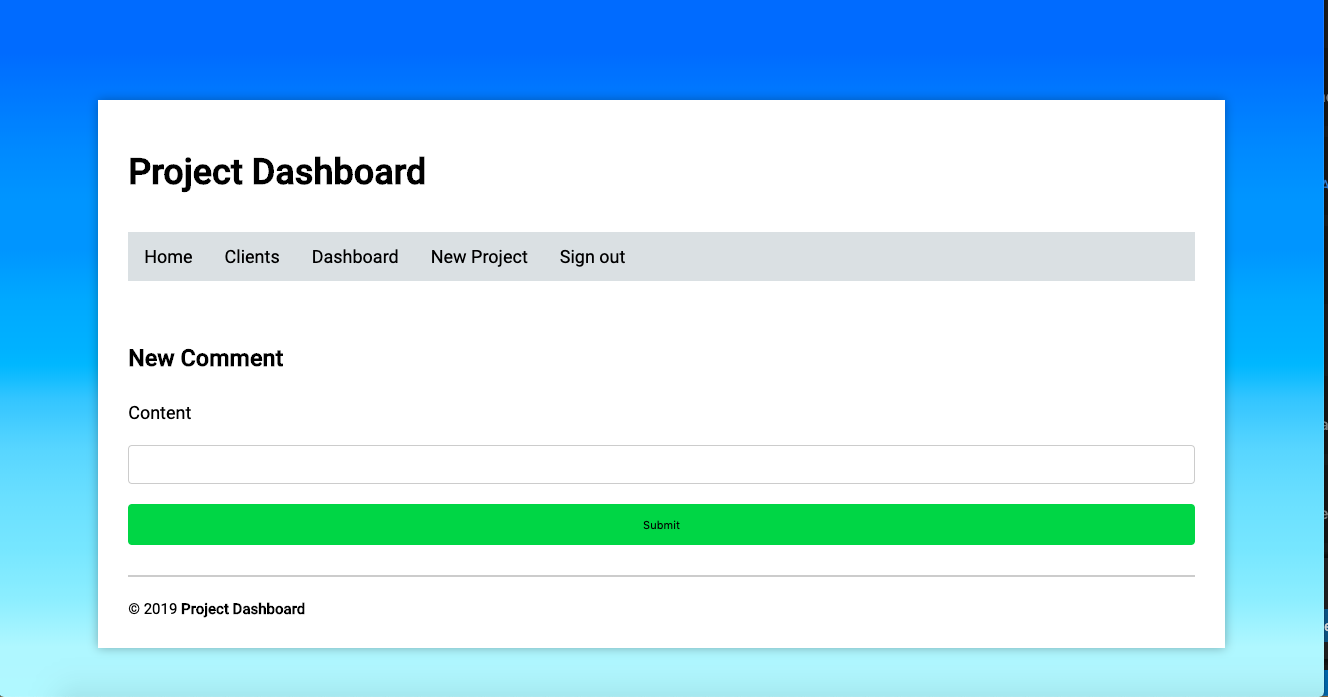 Project Dashboard
Home Clients Dashboard New Project Sign out
New Comment
Content
Submit
© 2019 Project Dashboard